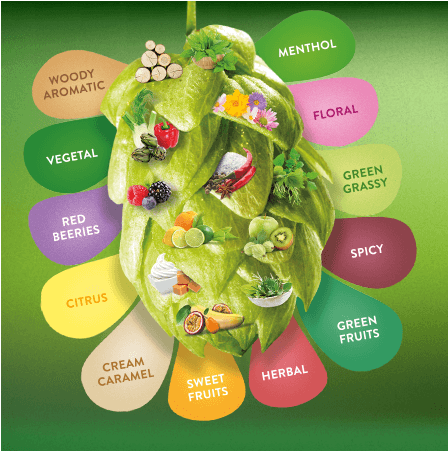 MENTHOL
FLORAL
GREEN
GRASSY
SPICY
GREEN
FRUITS
HERBAL
SWEET
FRUITS
CREAM
CARAMEL
CITRUS
RED
BEERIES
VEGETAL
WOODY
AROMATIC